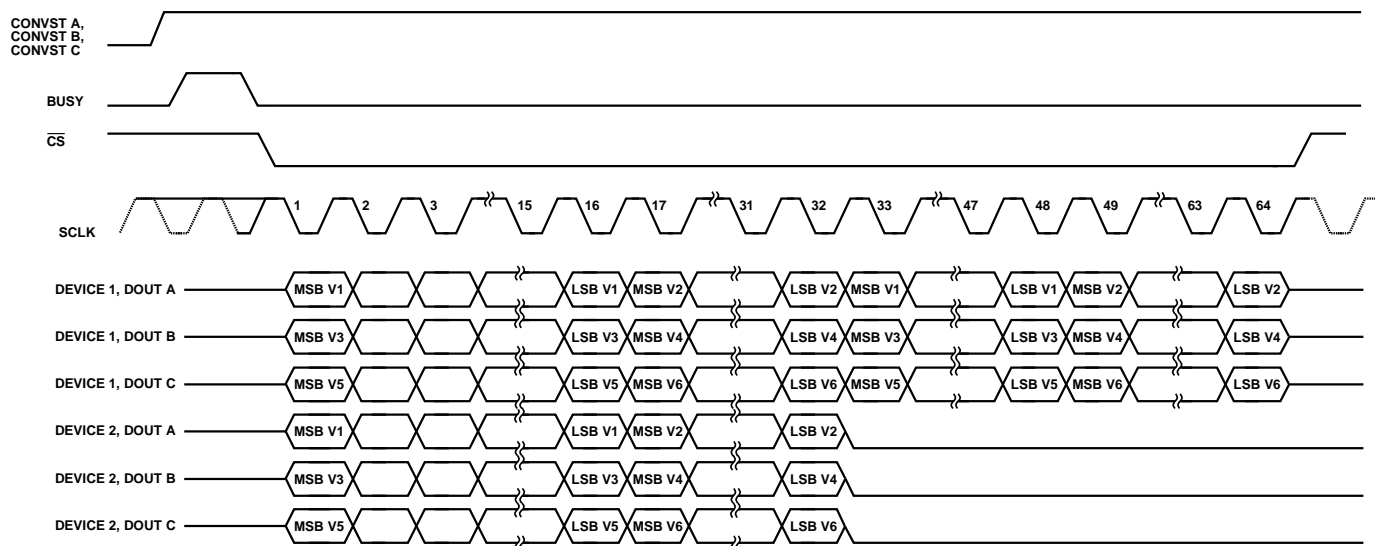 CONVST A,
CONVST B,
CONVST C
BUSY
CS
SCLK
1 2 3 15 16 17 31 32 33 47 48 49 63 64
DEVICE 1, DOUT A MSB V1 LSB V1 MSB V2 LSB V2 MSB V1 LSB V1 MSB V2 LSB V2
DEVICE 1, DOUT B MSB V3 LSB V3 MSB V4 LSB V4 MSB V3 LSB V3 MSB V4 LSB V4
DEVICE 1, DOUT C MSB V5 LSB V5 MSB V6 LSB V6 MSB V5 LSB V5 MSB V6 LSB V6
DEVICE 2, DOUT A MSB V1 LSB V1 MSB V2 LSB V2
DEVICE 2, DOUT B MSB V3 LSB V3 MSB V4 LSB V4
DEVICE 2, DOUT C MSB V5 LSB V5 MSB V6 LSB V6